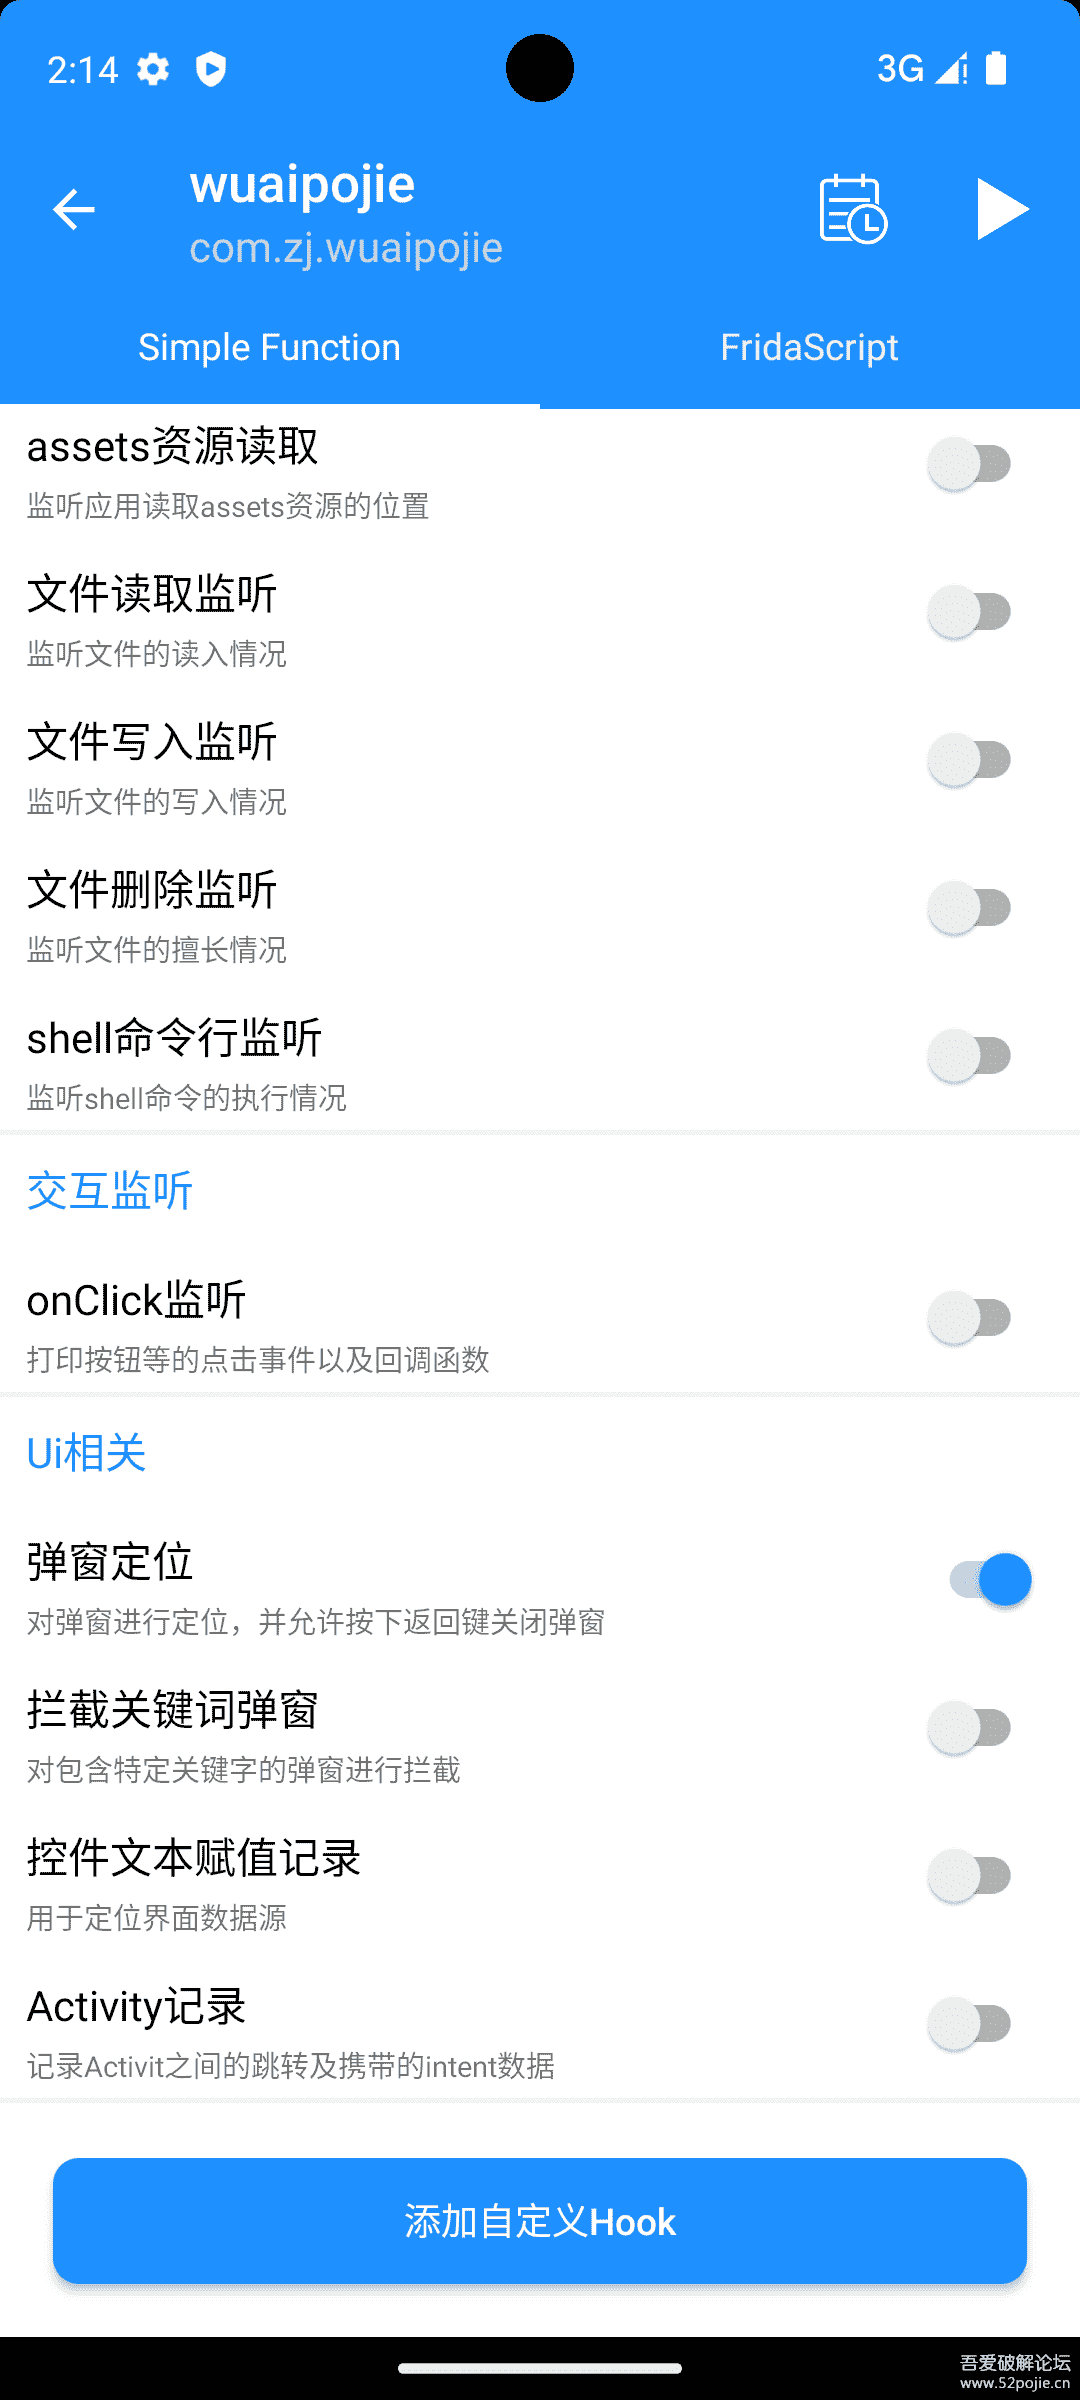 2:14
3G
wuaipojie
com.zj.wuaipojie
Simple Function
FridaScript
assets资源读取
监听应用读取assets资源的位置
文件读取监听
监听文件的读入情况
文件写入监听
监听文件的写入情况
文件删除监听
监听文件的擅长情况
shell命令行监听
监听shell命令的执行情况
交互监听
onClick监听
打印按钮等的点击事件以及回调函数
Ui相关
弹窗定位
对弹窗进行定位，并允许按下返回键关闭弹窗
拦截关键词弹窗
对包含特定关键字的弹窗进行拦截
控件文本赋值记录
用于定位界面数据源
Activity记录
记录Activit之间的跳转及携带的intent数据
添加自定义Hook
吾爱破解论坛
www.52pojie.cn